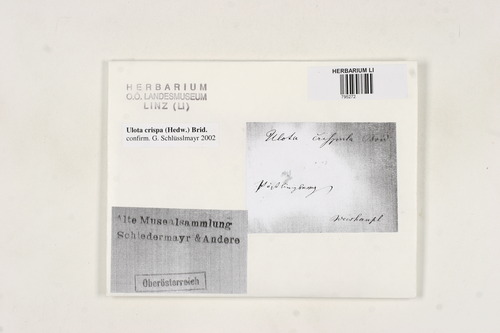 HERBARIUM
O.Ö. LANDESMUSEUM
LINZ (LI)
HERBARIUM LI
Ulota crispa (Hedw.) Brid.
confirm. G. Schlüsslmayr 2002
Ulota
Pöstlingberg
Alte Musealsammlung
Schiedermayr & Andere
Oberösterreich